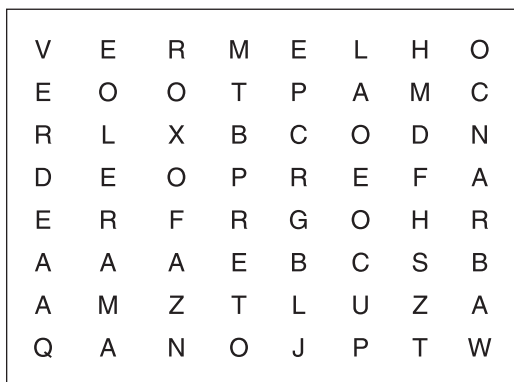 V E R M E L H O
E O O T P A M C
R L X B C O D N
D E O P R E F A
E R F R G O H R
A A A E B C S B
A M Z T L U Z A
Q A N O J P T W